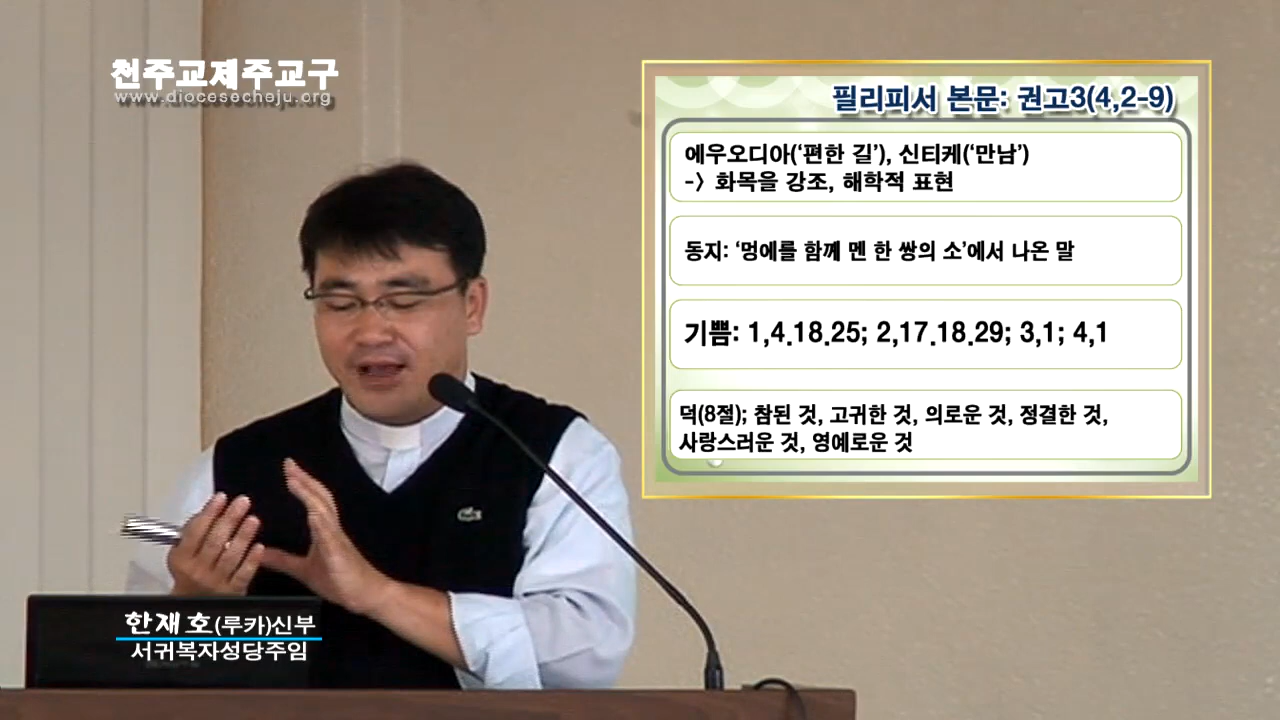 천주교제주교구
www.diocesecheju.org
필리피서 본문: 권고3(4,2-9)
에우오디아(‘편한 길’), 신티케(‘만남’)
-> 화목을 강조, 해학적 표현
동지: ‘멍에를 함께 멘 한 쌍의 소’에서 나온 말
기쁨: 1,4.18.25; 2,17.18.29; 3,1; 4,1
덕(8절); 참된 것, 고귀한 것, 의로운 것, 정결한 것,
사랑스러운 것, 영예로운 것
한재호(루카)신부
서귀복자성당주임